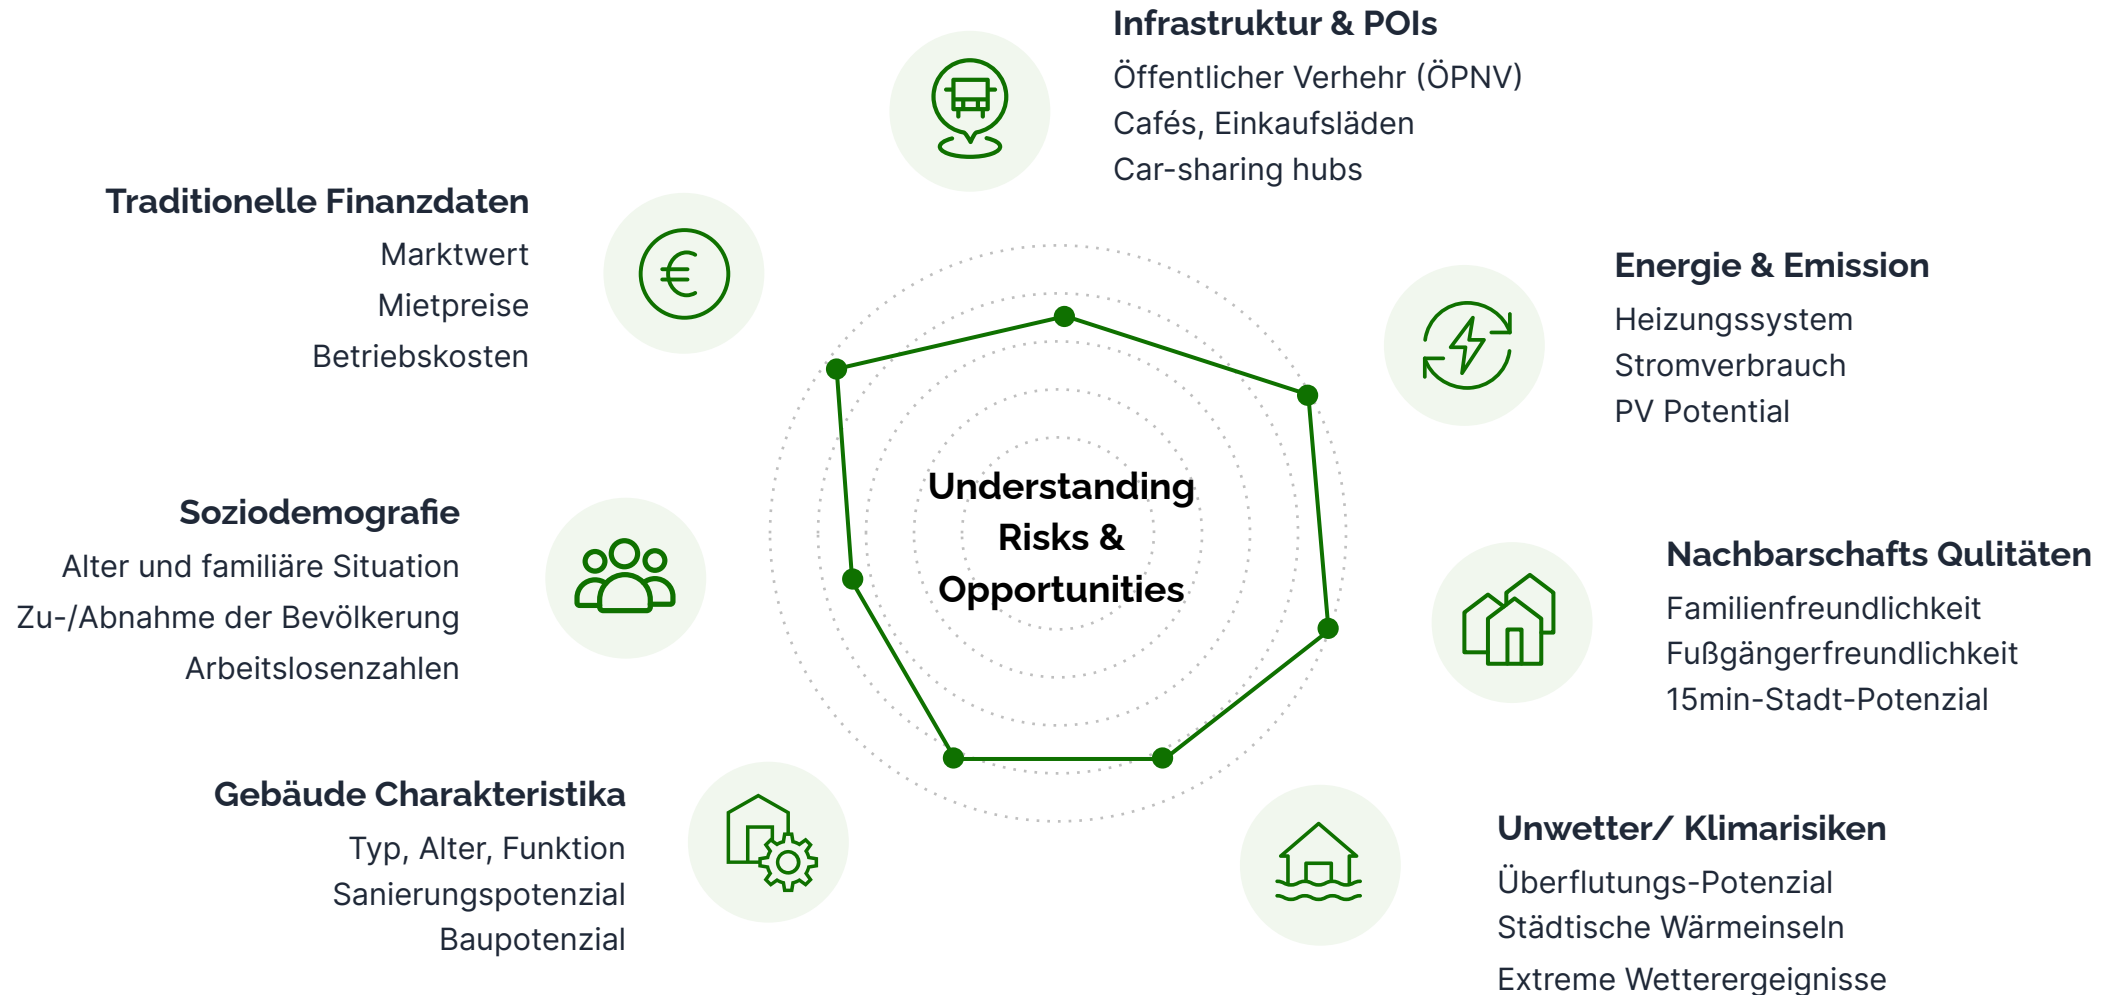 Infrastruktur & POIs
Öffentlicher Verhehr (ÖPNV)
Cafés, Einkaufsläden
Car-sharing hubs
Traditionelle Finanzdaten
Marktwert
Mietpreise
Betriebskosten
Energie & Emission
Heizungssystem
Stromverbrauch
PV Potential
Understanding
Risks &
Opportunities
Soziodemografie
Alter und familiäre Situation
Zu-/Abnahme der Bevölkerung
Arbeitslosenzahlen
Nachbarschafts Qulitäten
Familienfreundlichkeit
Fußgängerfreundlichkeit
15min-Stadt-Potenzial
Gebäude Charakteristika
Typ, Alter, Funktion
Sanierungspotenzial
Baupotenzial
Unwetter/ Klimarisiken
Überflutungs-Potenzial
Städtische Wärmeinseln
Extreme Wetterergeignisse